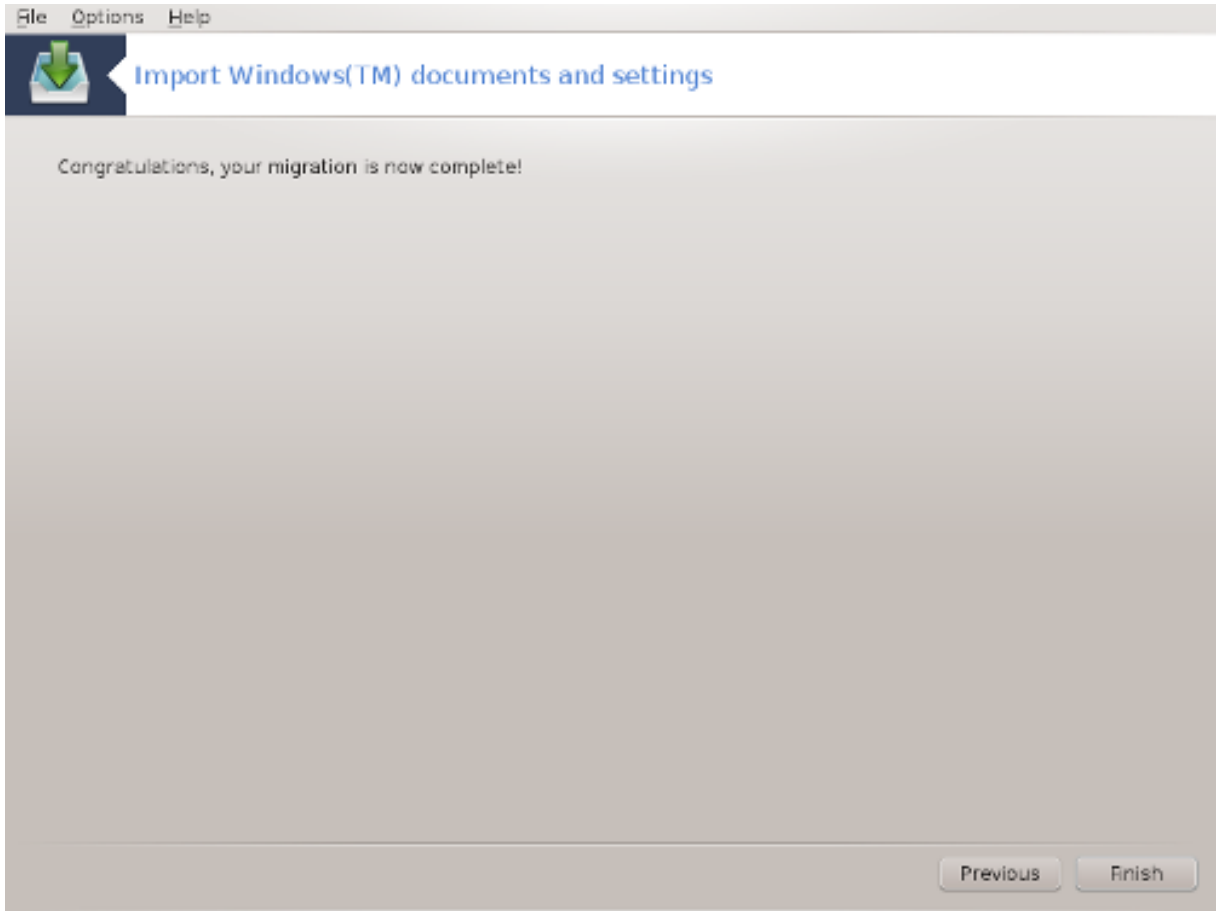 File Options Help
Import Windows(TM) documents and settings
Congratulations, your migration is now complete!
Previous Finish